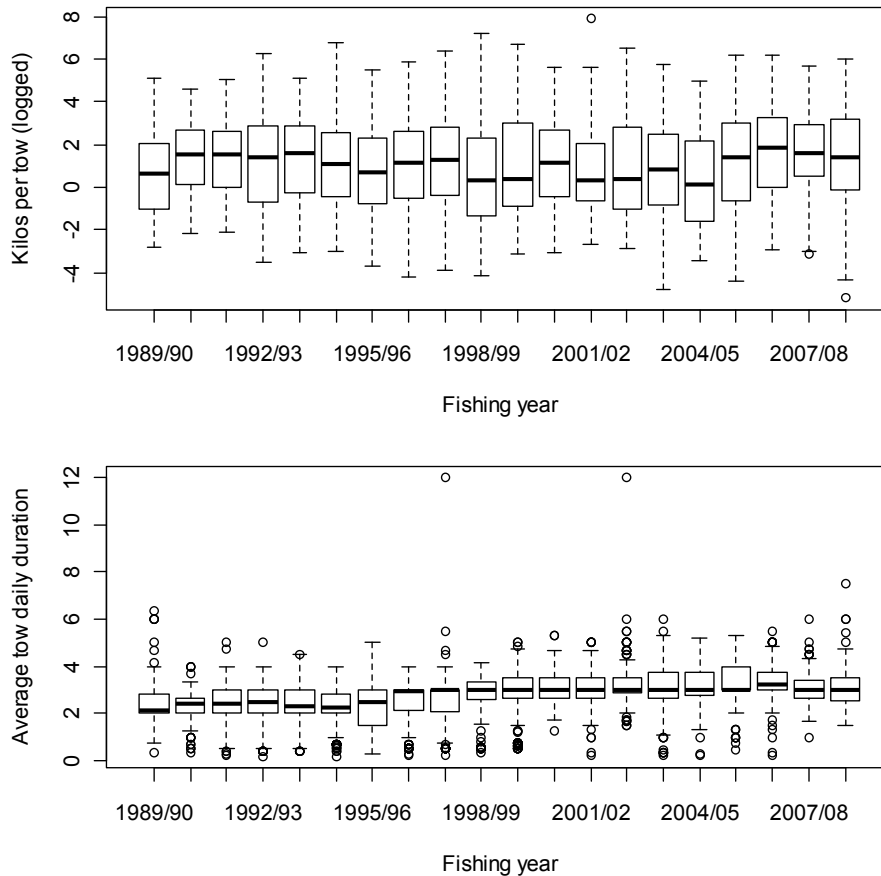 Kilos per tow (logged)
8
6
4
2
0
-2
-4
1989/90 1992/93 1995/96 1998/99 2001/02 2004/05 2007/08
Fishing year
Average tow daily duration
12
10
8
6
4
2
0
1989/90 1992/93 1995/96 1998/99 2001/02 2004/05 2007/08
Fishing year